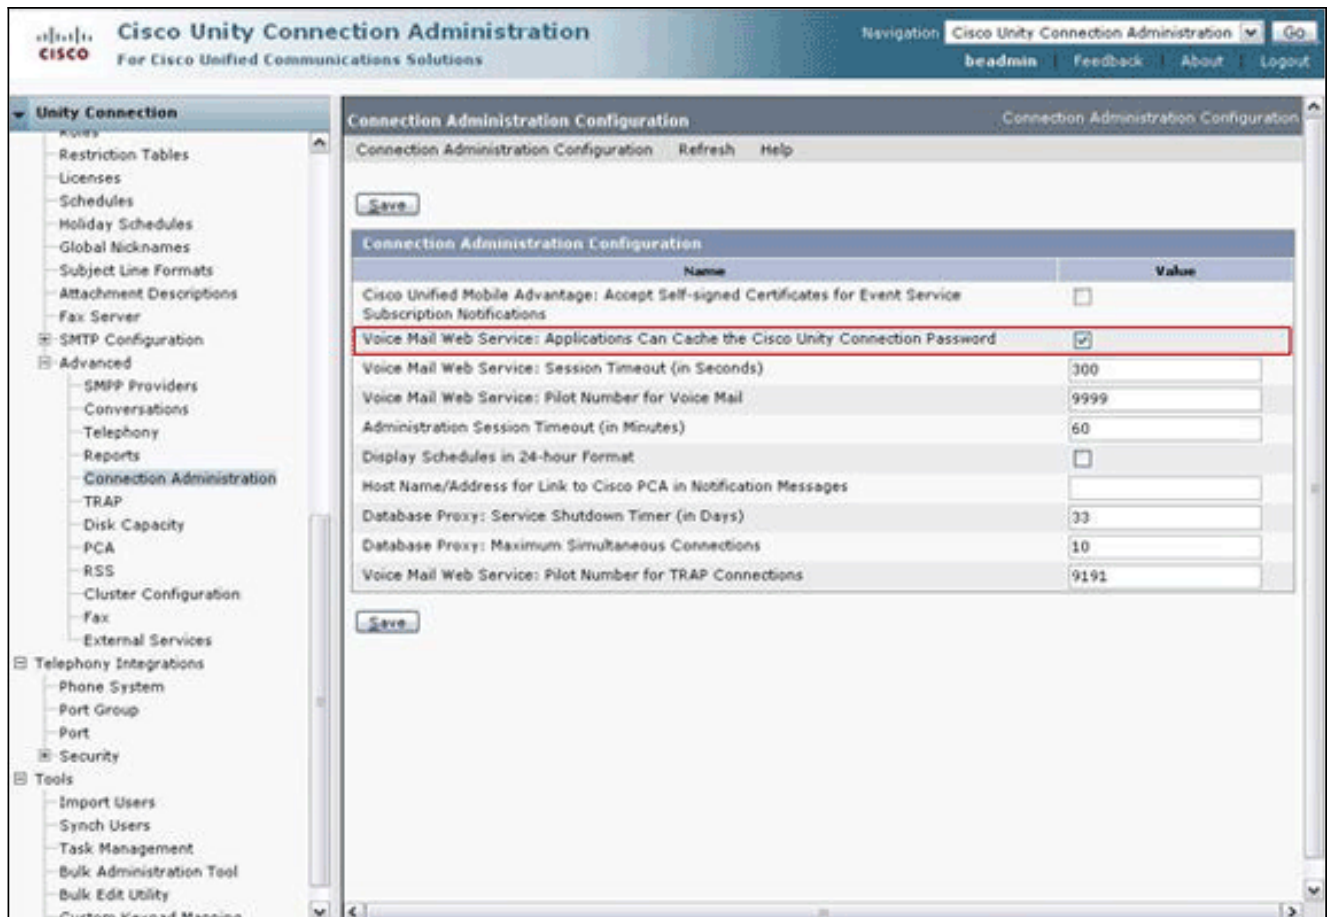 CISCO
Cisco Unity Connection Administration
For Cisco Unified Communications Solutions
Navigation Cisco Unity Connection Administration Go
beadmin Feedback About Logout
Unity Connection
Restriction Tables
Licenses
Schedules
Holiday Schedules
Global Nicknames
Subject Line Formats
Attachment Descriptions
Fax Server
SMTP Configuration
Advanced
SMPP Providers
Conversations
Telephony
Reports
Connection Administration
TRAP
Disk Capacity
PCA
RSS
Cluster Configuration
Fax
External Services
Telephony Integrations
Phone System
Port Group
Port
Security
Tools
Import Users
Synch Users
Task Management
Bulk Administration Tool
Bulk Edit Utility
Custom Keypad Mapping
Connection Administration Configuration
Connection Administration Configuration
Connection Administration Configuration Refresh Help
Save
Connection Administration Configuration
Name Value
Cisco Unified Mobile Advantage: Accept Self-signed Certificates for Event Service
Subscription Notifications
Voice Mail Web Service: Applications Can Cache the Cisco Unity Connection Password
Voice Mail Web Service: Session Timeout (in Seconds) 300
Voice Mail Web Service: Pilot Number for Voice Mail 9999
Administration Session Timeout (in Minutes) 60
Display Schedules in 24-hour Format
Host Name/Address for Link to Cisco PCA in Notification Messages
Database Proxy: Service Shutdown Timer (in Days) 33
Database Proxy: Maximum Simultaneous Connections 10
Voice Mail Web Service: Pilot Number for TRAP Connections 9191
Save